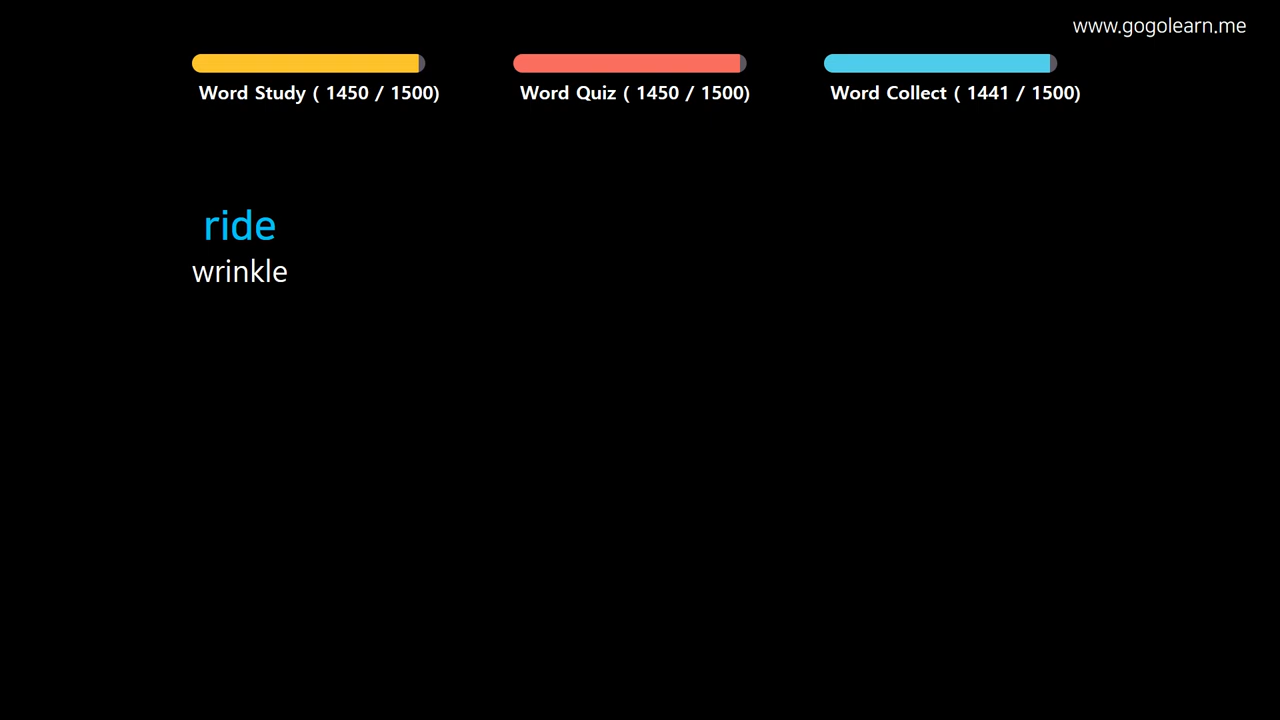 www.gogolearn.me
Word Study ( 1450 / 1500)
Word Quiz ( 1450 / 1500)
Word Collect ( 1441 / 1500)
ride
wrinkle